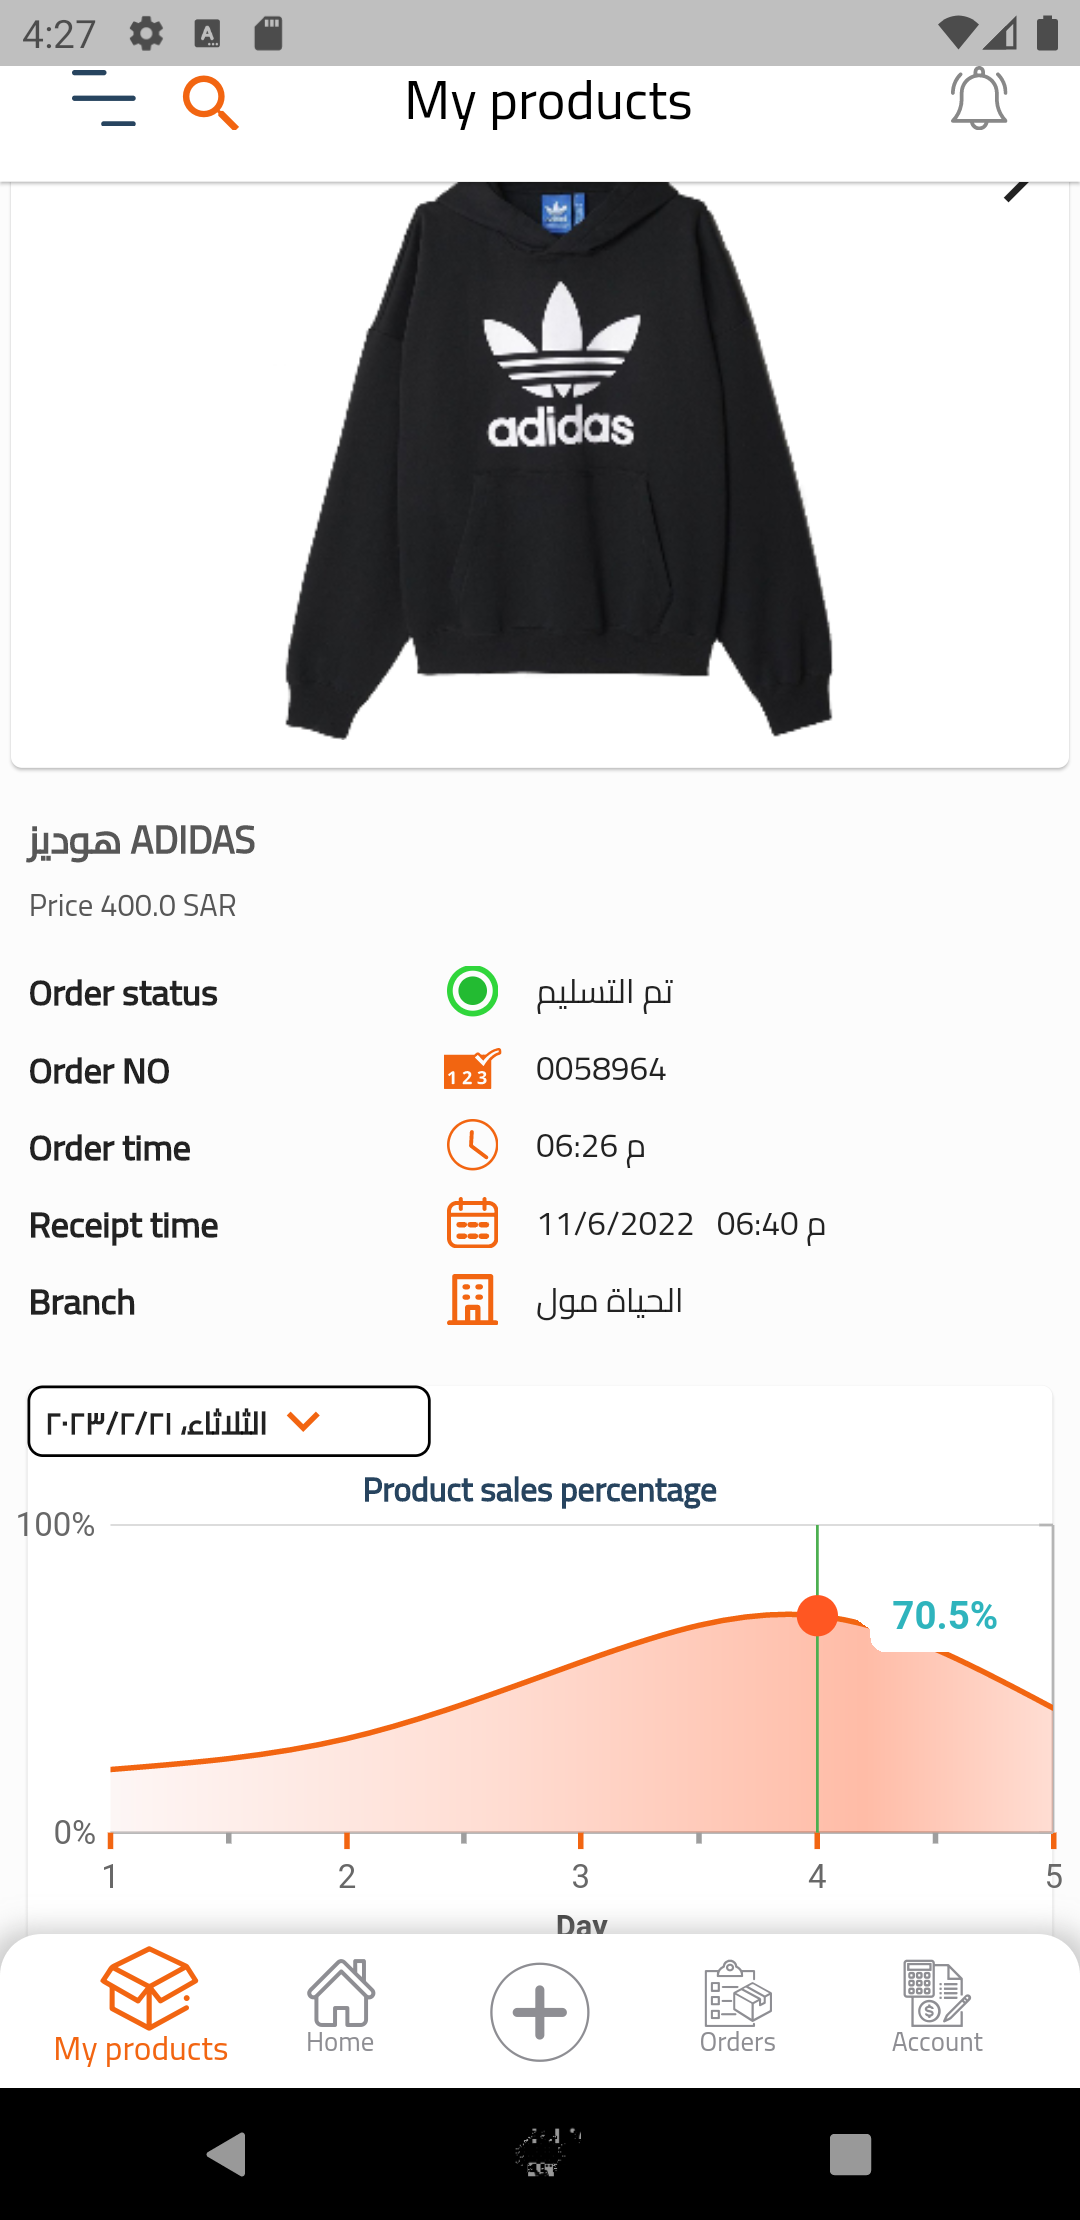 4:27
My products
adidas
هوديز ADIDAS
Price 400.0 SAR
Order status تم التسليم
Order NO 123 0058964
Order time 06:26 م
Receipt time 11/6/2022 06:40 م
Branch الحياة مول
الثلاثاء، ٢٠٢٣/٢/٢١
Product sales percentage
100%
70.5%
0%
1 2 3 4 5
Day
My products Home Orders Account